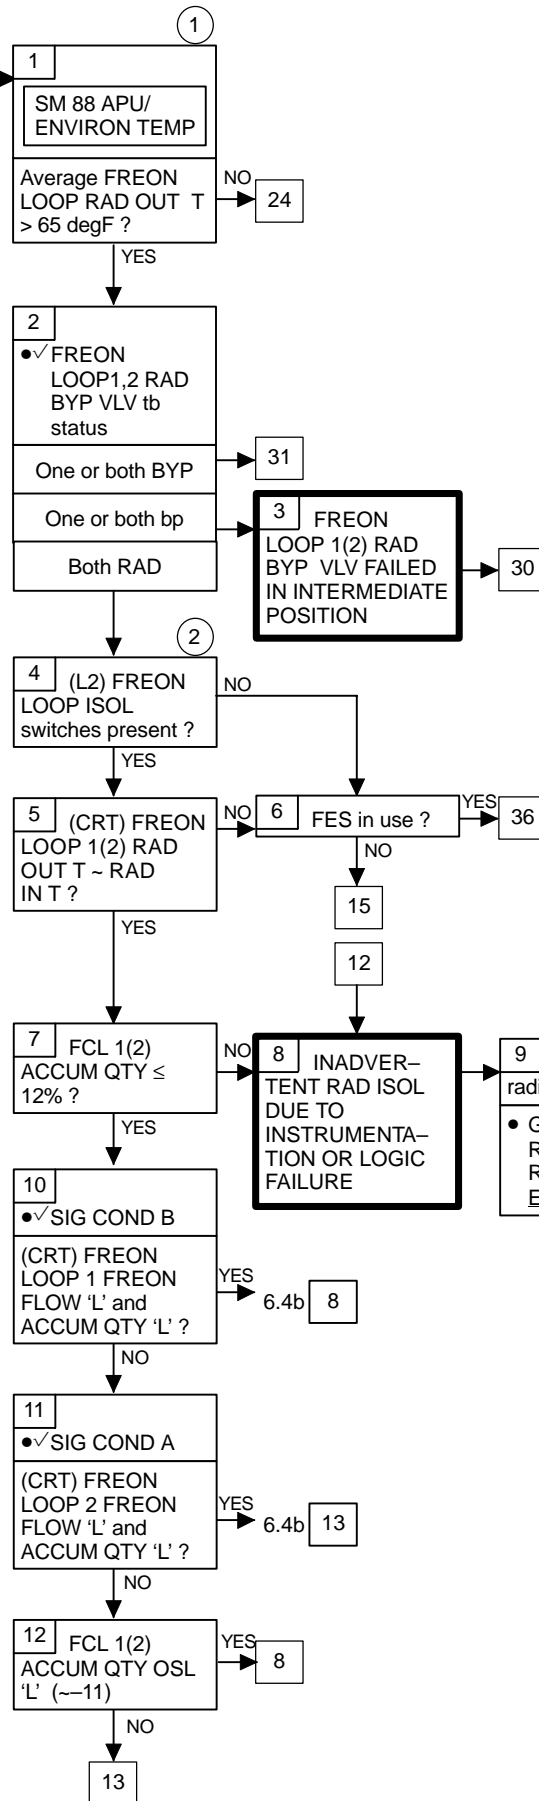 1
1
SM 88 APU/
ENVIRON TEMP
Average FREON
LOOP RAD OUT T
> 65 degF ?
NO
24
YES
2
●✓FREON
LOOP1,2 RAD
BYP VLV tb
status
One or both BYP
31
One or both bp
Both RAD
3 FREON
LOOP 1(2) RAD
BYP VLV FAILED
IN INTERMEDIATE
POSITION
30
2
4 (L2) FREON
LOOP ISOL
switches present ?
NO
YES
5 (CRT) FREON
LOOP 1(2) RAD
OUT T ~ RAD
IN T ?
NO
6 FES in use ?
YES
36
NO
15
YES
12
7 FCL 1(2)
ACCUM QTY ≤
12% ?
NO
8 INADVER–
TENT RAD ISOL
DUE TO
INSTRUMENTA–
TION OR LOGIC
FAILURE
9
radi
● G
R
R
E
YES
10
●✓SIG COND B
(CRT) FREON
LOOP 1 FREON
FLOW ‘L’ and
ACCUM QTY ‘L’ ?
YES
6.4b 8
NO
11
●✓SIG COND A
(CRT) FREON
LOOP 2 FREON
FLOW ‘L’ and
ACCUM QTY ‘L’ ?
YES
6.4b 13
NO
12 FCL 1(2)
ACCUM QTY OSL
‘L’ (~–11)
YES
8
NO
13